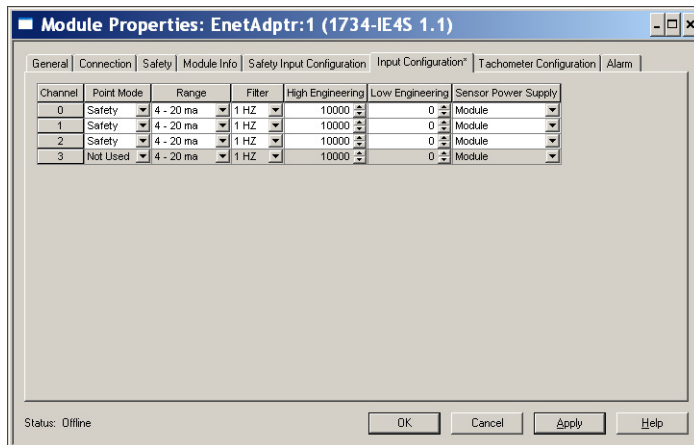 Module Properties: EnetAdptr:1 (1734-IE4S 1.1)
General Connection Safety Module Info Safety Input Configuration Input Configuration* Tachometer Configuration Alarm
Channel Point Mode Range Filter High Engineering Low Engineering Sensor Power Supply
0 Safety 4 - 20 ma 1 HZ 10000 0 Module
1 Safety 4 - 20 ma 1 HZ 10000 0 Module
2 Safety 4 - 20 ma 1 HZ 10000 0 Module
3 Not Used 4 - 20 ma 1 HZ 10000 0 Module
Status: Offline OK Cancel Apply Help